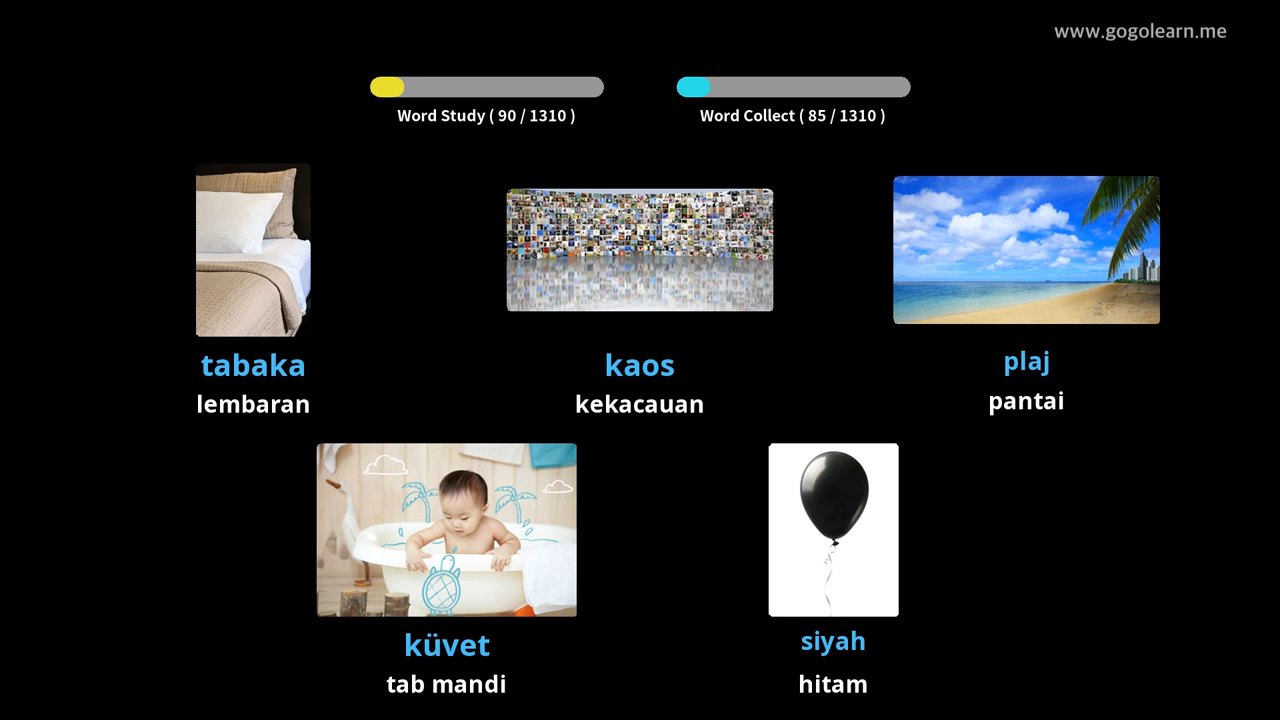 www.gogolearn.me
Word Study ( 90 / 1310 )
Word Collect ( 85 / 1310 )
tabaka
lembaran
kaos
kekacauan
plaj
pantai
küvet
tab mandi
siyah
hitam